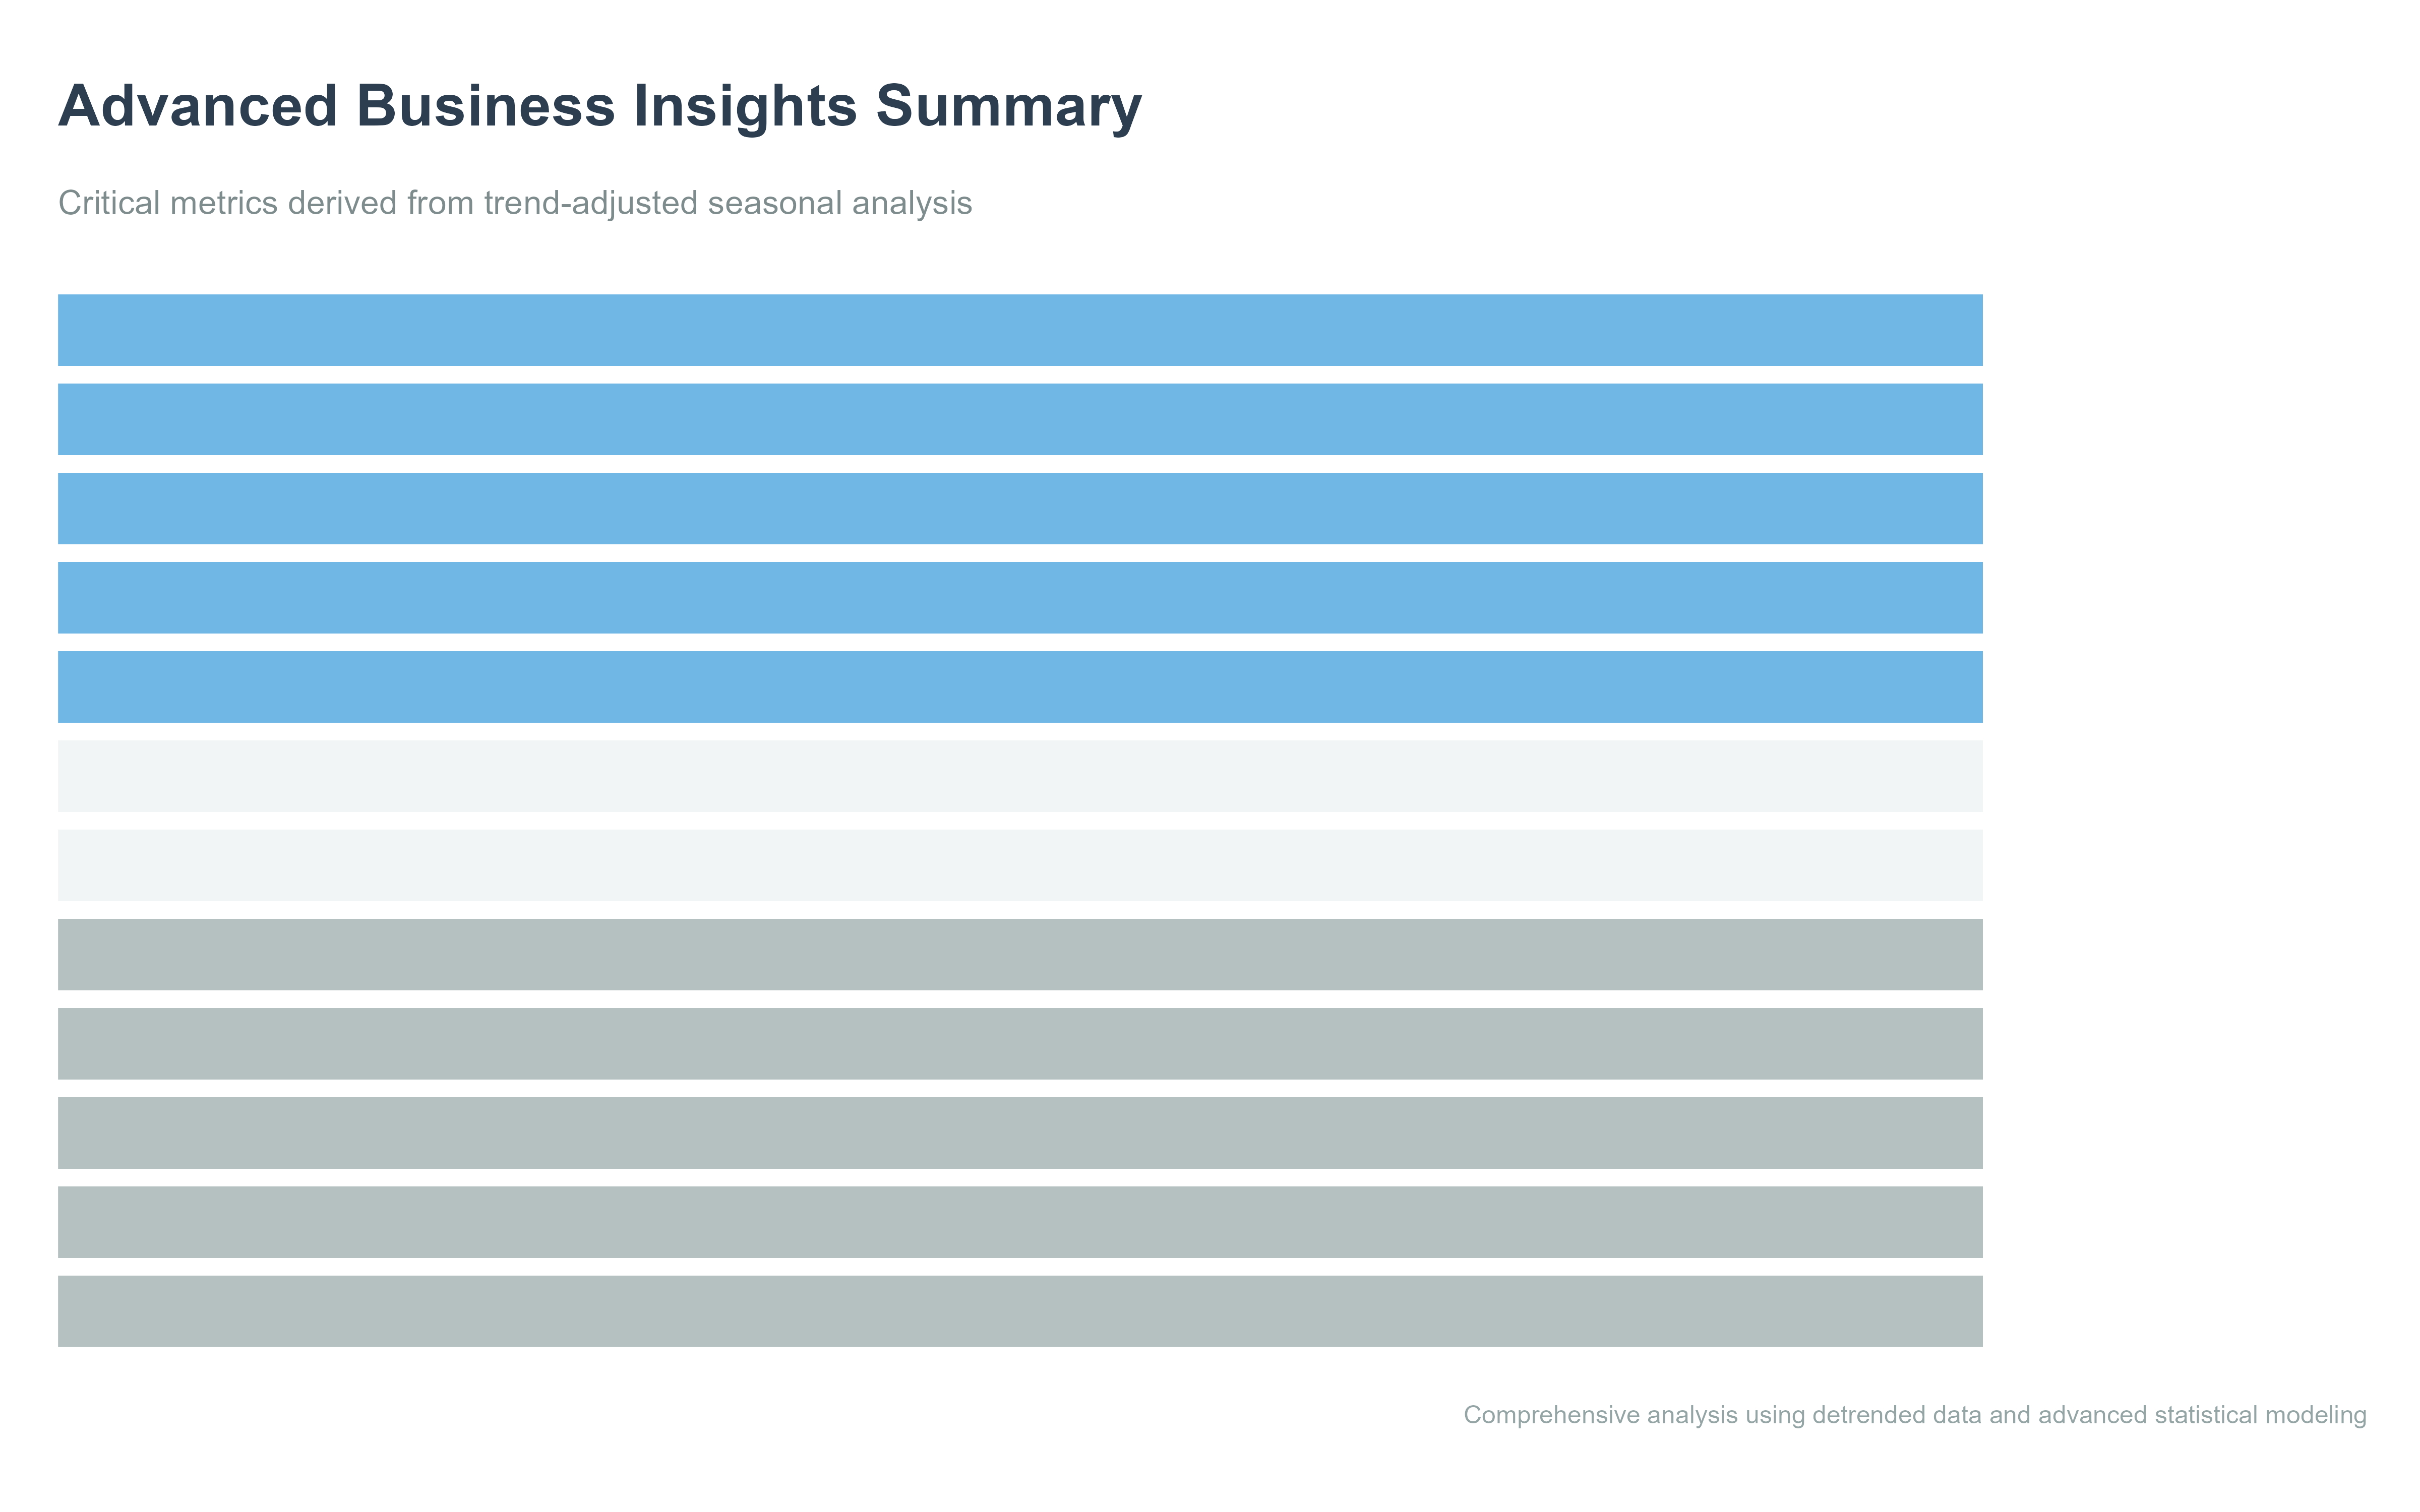 Advanced Business Insights Summary
Critical metrics derived from trend-adjusted seasonal analysis
Comprehensive analysis using detrended data and advanced statistical modeling